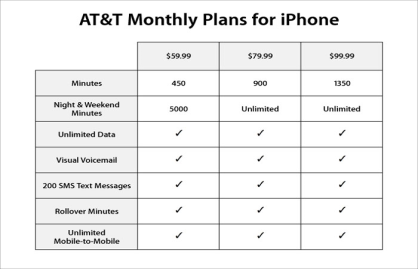 AT&T Monthly Plans for iPhone
$59.99 $79.99 $99.99
Minutes 450 900 1350
Night & Weekend
Minutes 5000 Unlimited Unlimited
Unlimited Data ✓ ✓ ✓
Visual Voicemail ✓ ✓ ✓
200 SMS Text Messages ✓ ✓ ✓
Rollover Minutes ✓ ✓ ✓
Unlimited
Mobile-to-Mobile ✓ ✓ ✓